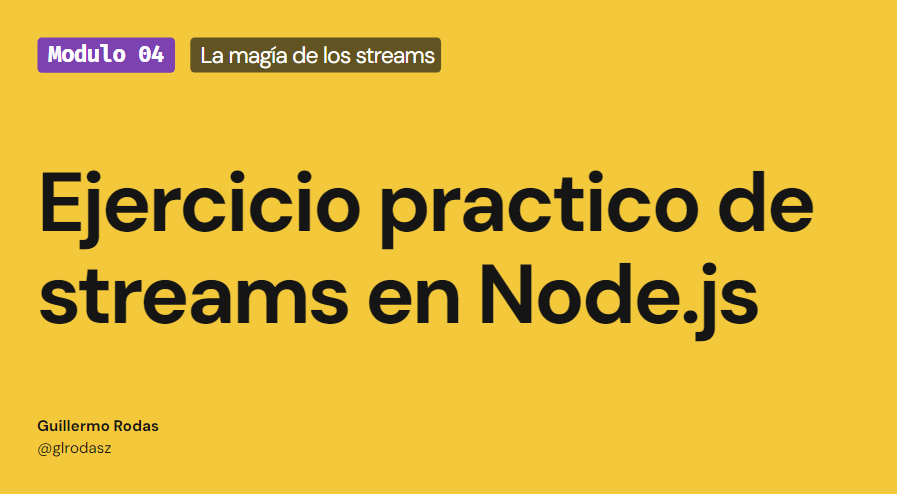 Modulo 04
La magía de los streams
Ejercicio practico de
streams en Node.js
Guillermo Rodas
@glrodasz